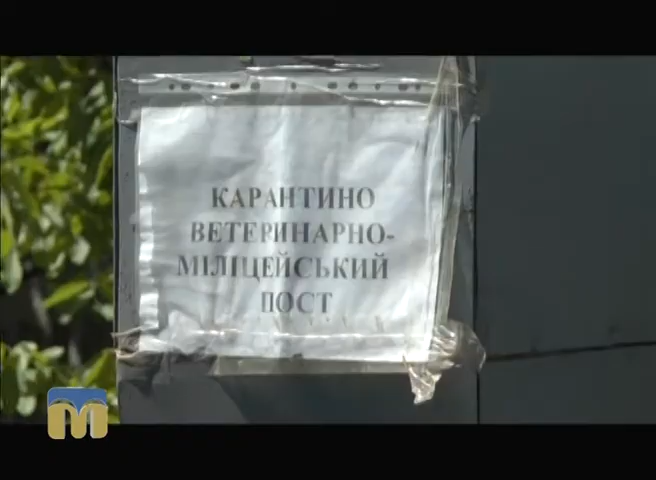 КАРАНТИНО
ВЕТЕРИНАРНО-
МІЛІЦЕЙСЬКИЙ
ПОСТ
M